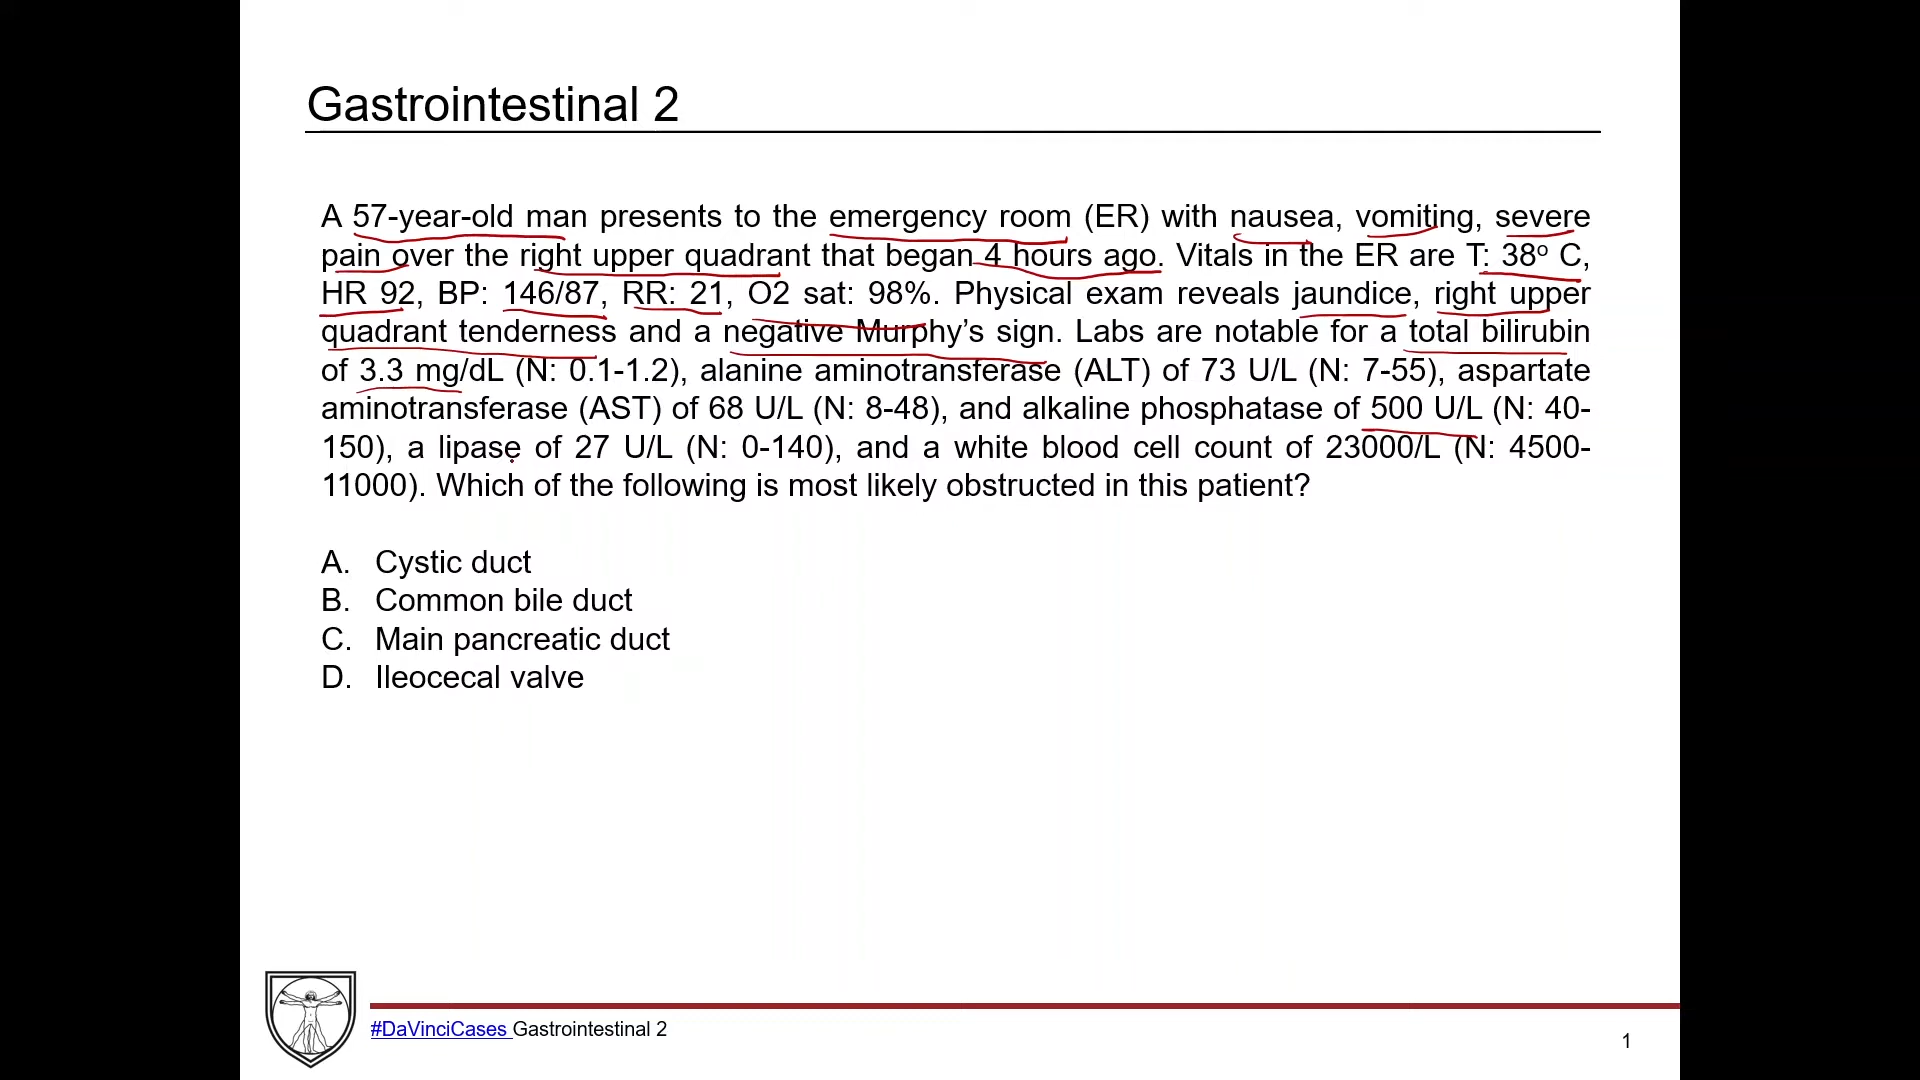 Gastrointestinal 2
A 57-year-old man presents to the emergency room (ER) with nausea, vomiting, severe
pain over the right upper quadrant that began 4 hours ago. Vitals in the ER are T: 38º C,
HR 92, BP: 146/87, RR: 21, O2 sat: 98%. Physical exam reveals jaundice, right upper
quadrant tenderness and a negative Murphy’s sign. Labs are notable for a total bilirubin
of 3.3 mg/dL (N: 0.1-1.2), alanine aminotransferase (ALT) of 73 U/L (N: 7-55), aspartate
aminotransferase (AST) of 68 U/L (N: 8-48), and alkaline phosphatase of 500 U/L (N: 40-
150), a lipase of 27 U/L (N: 0-140), and a white blood cell count of 23000/L (N: 4500-
11000). Which of the following is most likely obstructed in this patient?
A. Cystic duct
B. Common bile duct
C. Main pancreatic duct
D. Ileocecal valve
#DaVinciCases Gastrointestinal 2
1